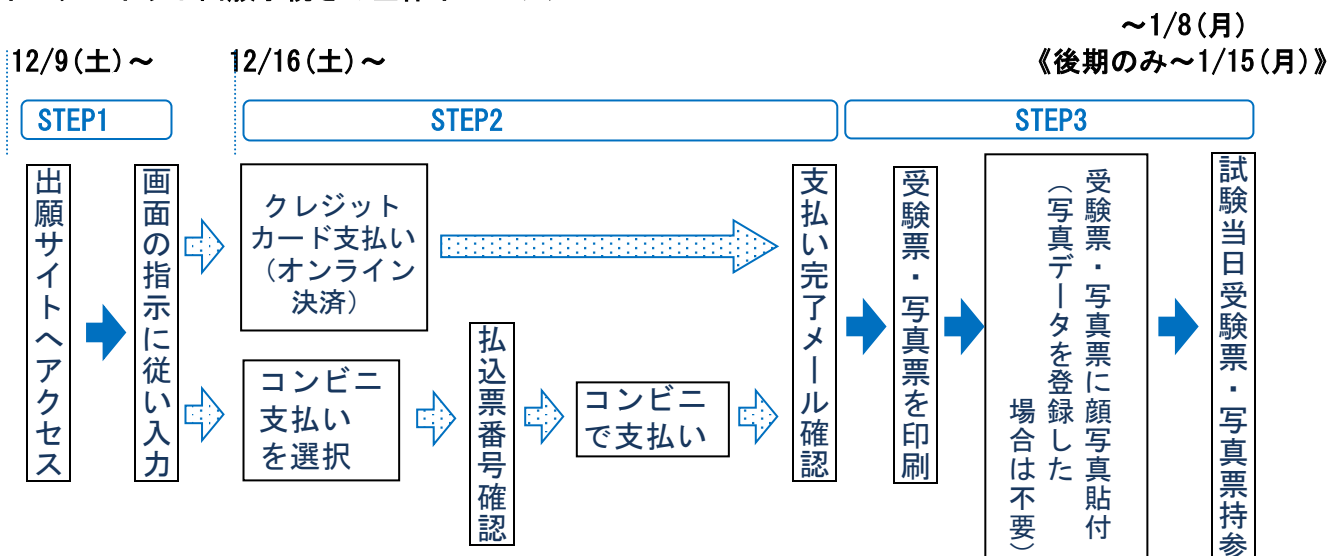 ～1/8(月)
12/9(土)～
12/16(土)～
《後期のみ～1/15(月)》
STEP1
STEP2
STEP3
出願サイトへアクセス
画面の指示に従い入力
クレジット
カード支払い
（オンライン
決済）
コンビニ
支払い
を選択
払込票番号確認
コンビニ
で支払い
支払い完了メール確認
受験票・写真票を印刷
受験票・写真票に顔写真貼付
（写真データを登録した
場合は不要）
試験当日受験票・写真票持参